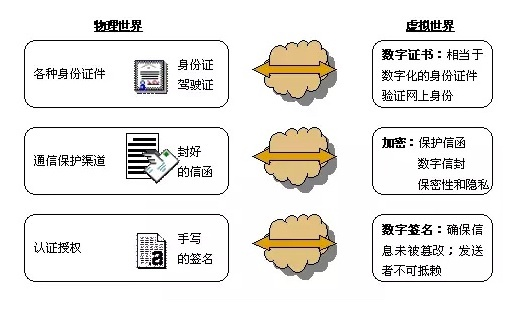 物理世界
虚拟世界
各种身份证件
身份证
驾驶证
数字证书：相当于
数字化的身份证件
验证网上身份
通信保护渠道
封好
的信函
加密：保护信函
数字信封
保密性和隐私
认证授权
手写
的签名
a
数字签名：确保信
息未被篡改；发送
者不可抵赖